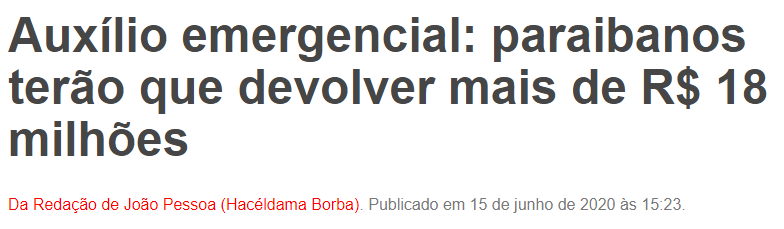 Auxílio emergencial: paraibanos
terão que devolver mais de R$ 18
milhões
Da Redação de João Pessoa (Hacéldama Borba). Publicado em 15 de junho de 2020 às 15:23.